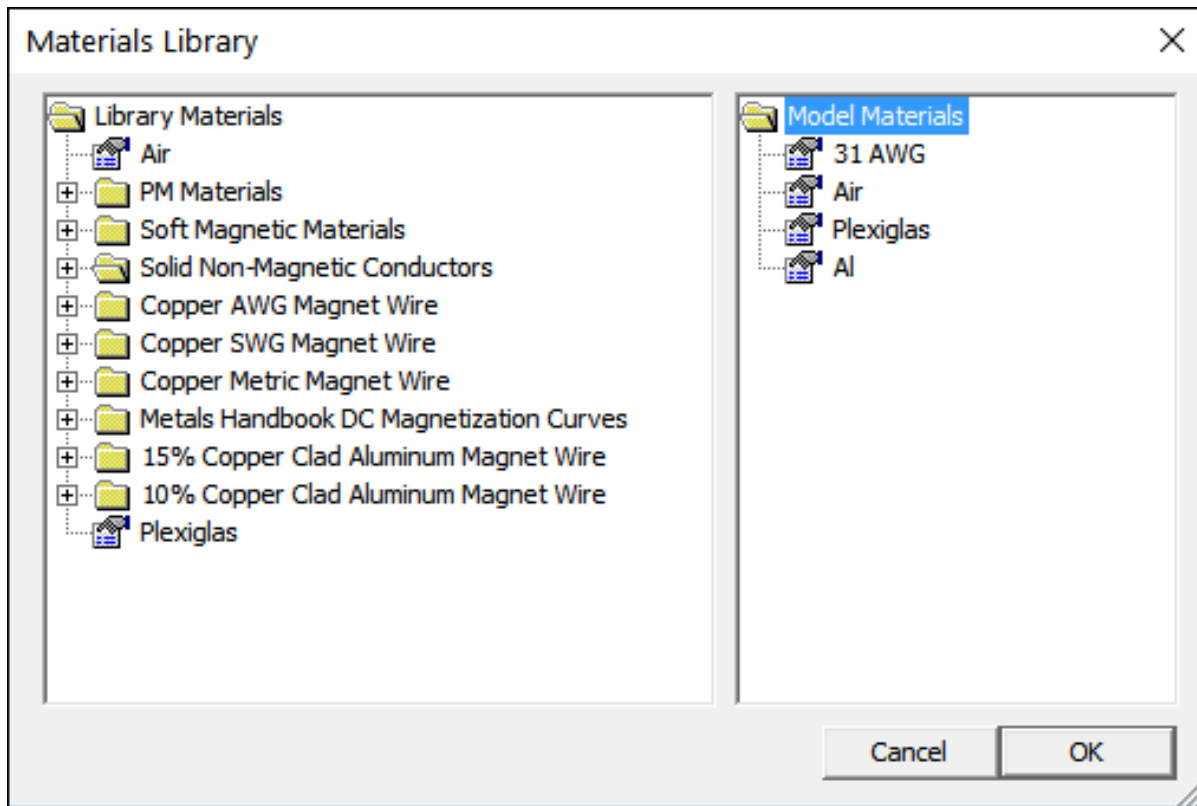 Materials Library
Library Materials
Air
PM Materials
Soft Magnetic Materials
Solid Non-Magnetic Conductors
Copper AWG Magnet Wire
Copper SWG Magnet Wire
Copper Metric Magnet Wire
Metals Handbook DC Magnetization Curves
15% Copper Clad Aluminum Magnet Wire
10% Copper Clad Aluminum Magnet Wire
Plexiglas
Model Materials
31 AWG
Air
Plexiglas
Al
Cancel
OK